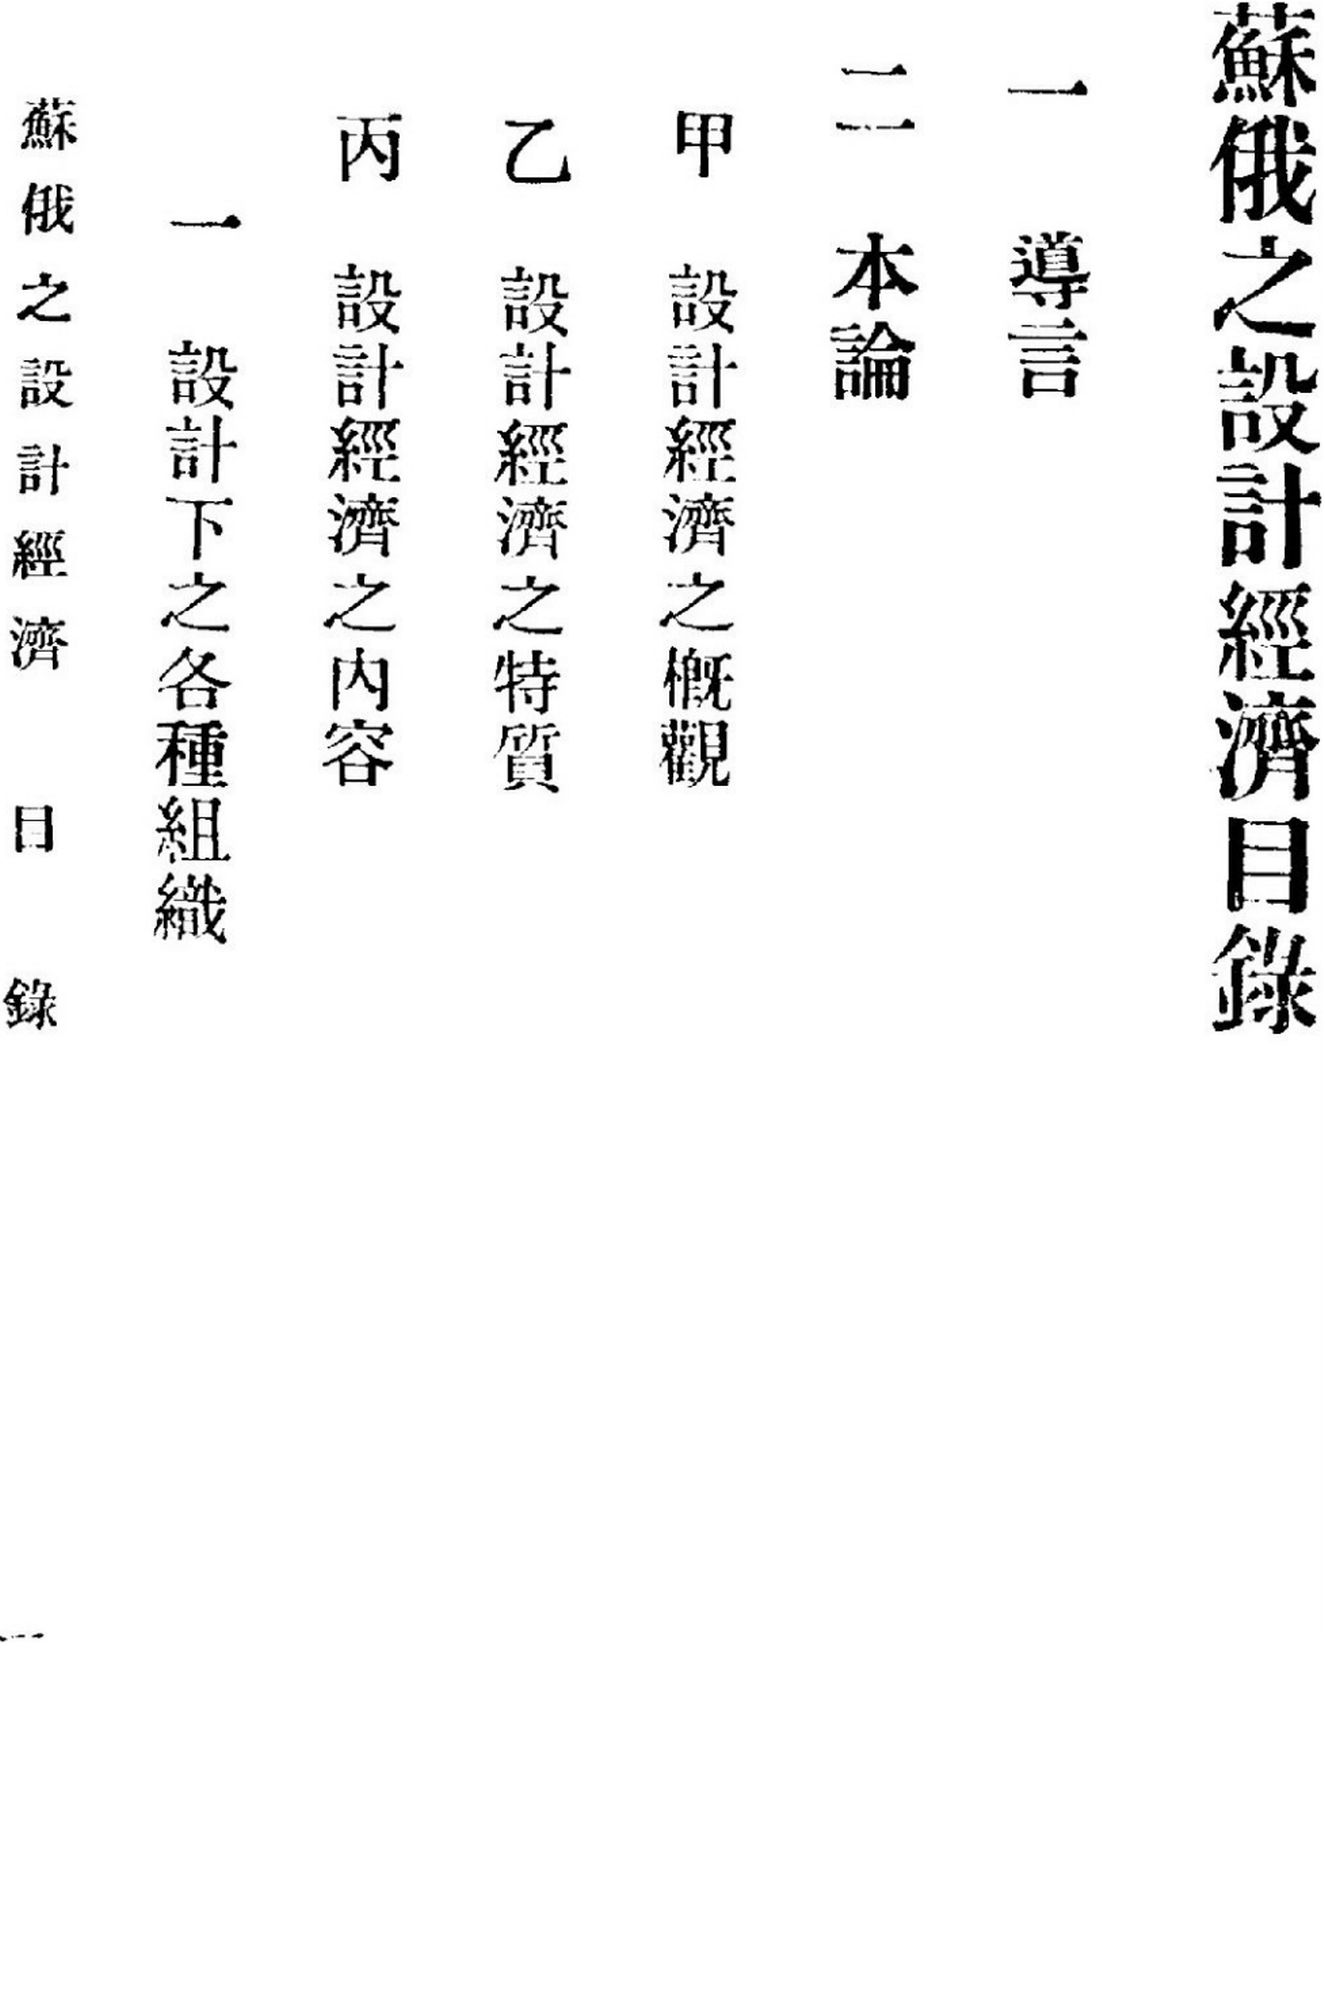 蘇俄之設計經濟目錄
一　導言
二　本論
甲　設計經濟之概觀
乙　設計經濟之特質
丙　設計經濟之內容
一　設計下之各種組織
蘇俄之設計經濟　目錄　一